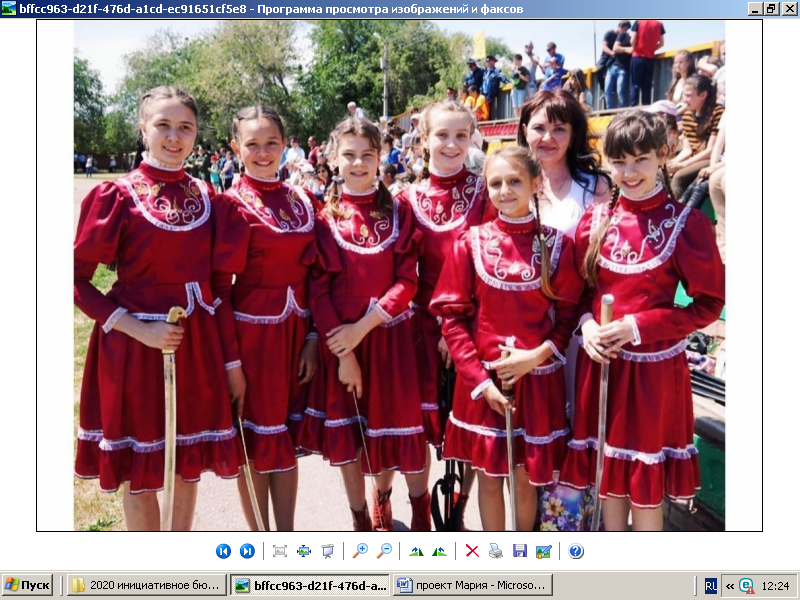 bffcc963-d21f-476d-a1cd-ec91651cf5e8 - Программа просмотра изображений и факсов
Пуск
2020 инициативное бю...
bffcc963-d21f-476d-a...
проект Мария - Microso...
RU
«
12:24